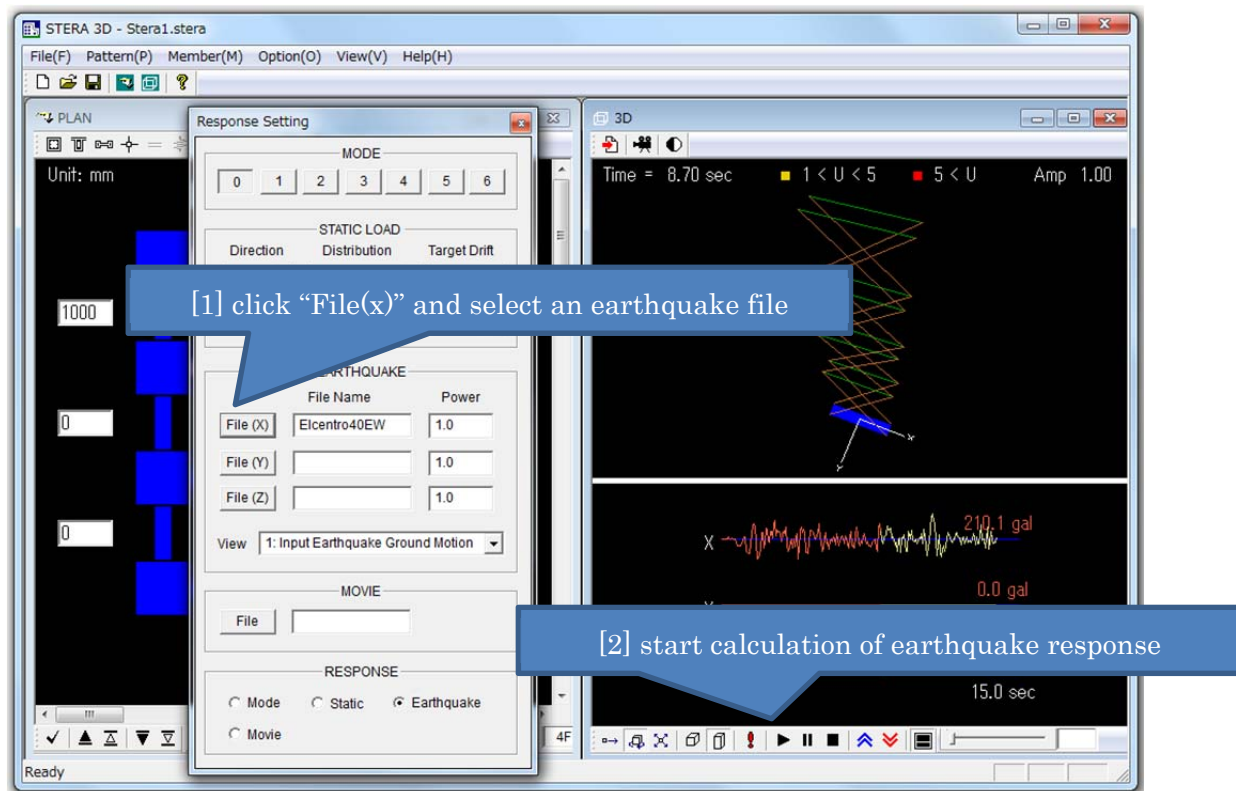 STERA 3D - Stera1.stera
File(F) Pattern(P) Member(M) Option(O) View(V) Help(H)
PLAN
Unit: mm
1000
0
0
4F
Response Setting
MODE
0 1 2 3 4 5 6
STATIC LOAD
Direction Distribution Target Drift
[1] click “File(x)” and select an earthquake file
EARTHQUAKE
File Name Power
File (X) Elcentro40EW 1.0
File (Y) 1.0
File (Z) 1.0
View 1: Input Earthquake Ground Motion
MOVIE
File
RESPONSE
Mode Static Earthquake
Movie
3D
Time = 8.70 sec 1 < U < 5 5 < U Amp 1.00
x
Y
X 210.1 gal
0.0 gal
[2] start calculation of earthquake response
15.0 sec
Ready